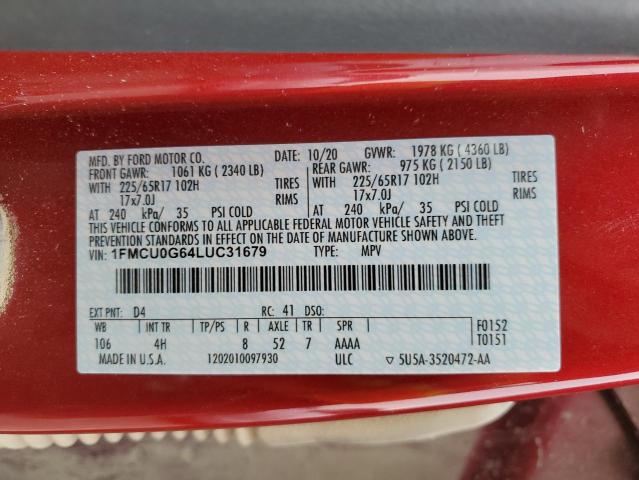 MFD. BY FORD MOTOR CO. DATE: 10/20 GVWR: 1978 KG ( 4360 LB)
FRONT GAWR: 1061 KG ( 2340 LB) REAR GAWR: 975 KG ( 2150 LB)
WITH 225/65R17 102H TIRES WITH 225/65R17 102H TIRES
17x7.0J RIMS 17x7.0J RIMS
AT 240 kPa/ 35 PSI COLD AT 240 kPa/ 35 PSI COLD
THIS VEHICLE CONFORMS TO ALL APPLICABLE FEDERAL MOTOR VEHICLE SAFETY AND THEFT
PREVENTION STANDARDS IN EFFECT ON THE DATE OF MANUFACTURE SHOWN ABOVE.
VIN: 1FMCU0G64LUC31679 TYPE: MPV
EXT PNT: D4 RC: 41 DSO:
WB INT TR TP/PS R AXLE TR SPR F0152
106 4H 8 52 7 AAAA T0151
MADE IN U.S.A. 1202010097930 ULC ▽ 5U5A-3520472-AA